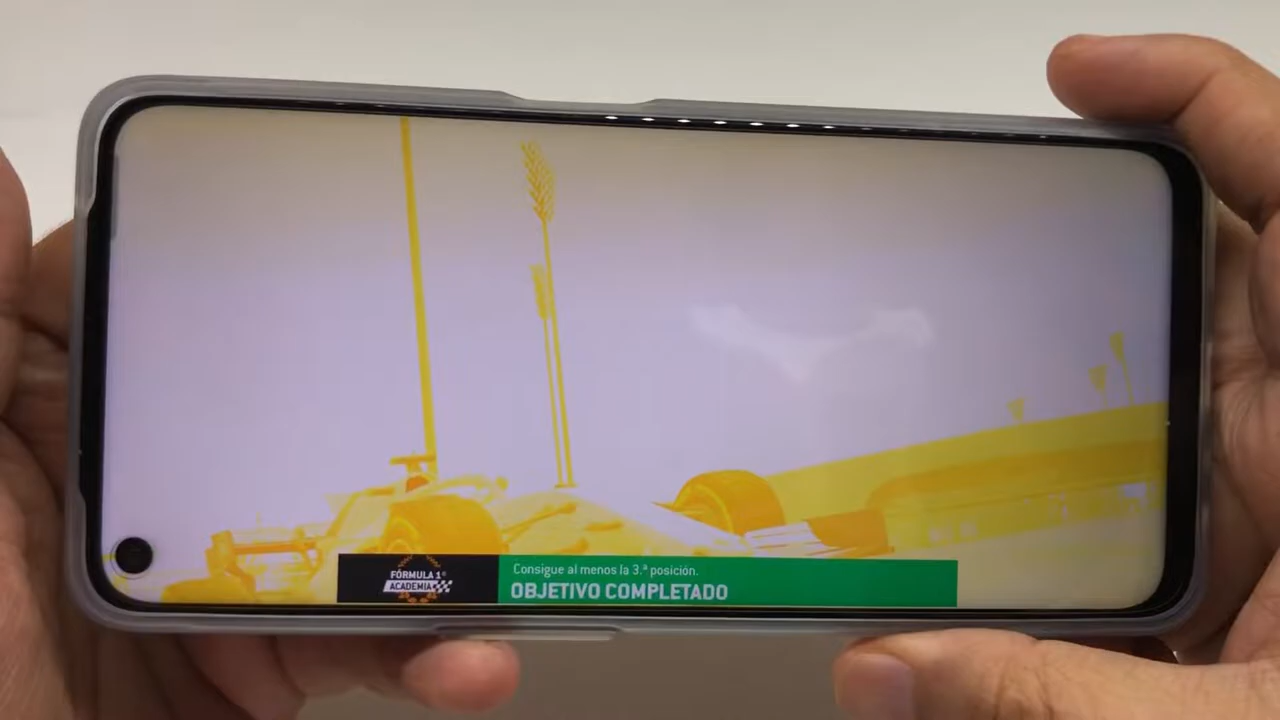 FÓRMULA 1®
ACADEMIA
Consigue al menos la 3.ª posición.
OBJETIVO COMPLETADO